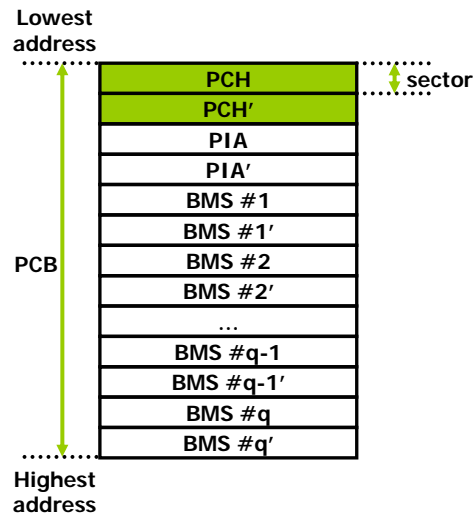 Lowest
address
PCH
sector
PCH’
PIA
PIA’
BMS #1
BMS #1’
PCB
BMS #2
BMS #2’
...
BMS #q-1
BMS #q-1’
BMS #q
BMS #q’
Highest
address